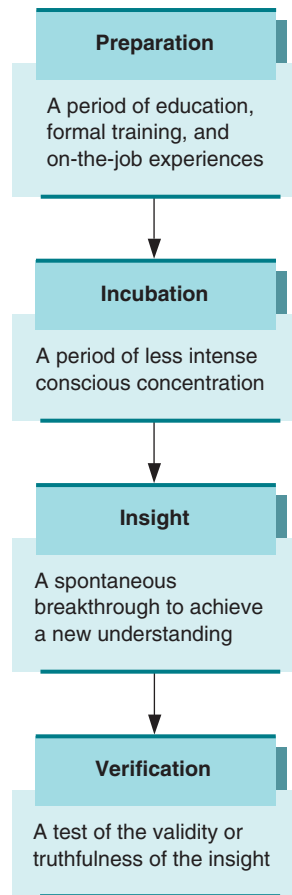 Preparation
A period of education,
formal training, and
on-the-job experiences
Incubation
A period of less intense
conscious concentration
Insight
A spontaneous
breakthrough to achieve
a new understanding
Verification
A test of the validity or
truthfulness of the insight